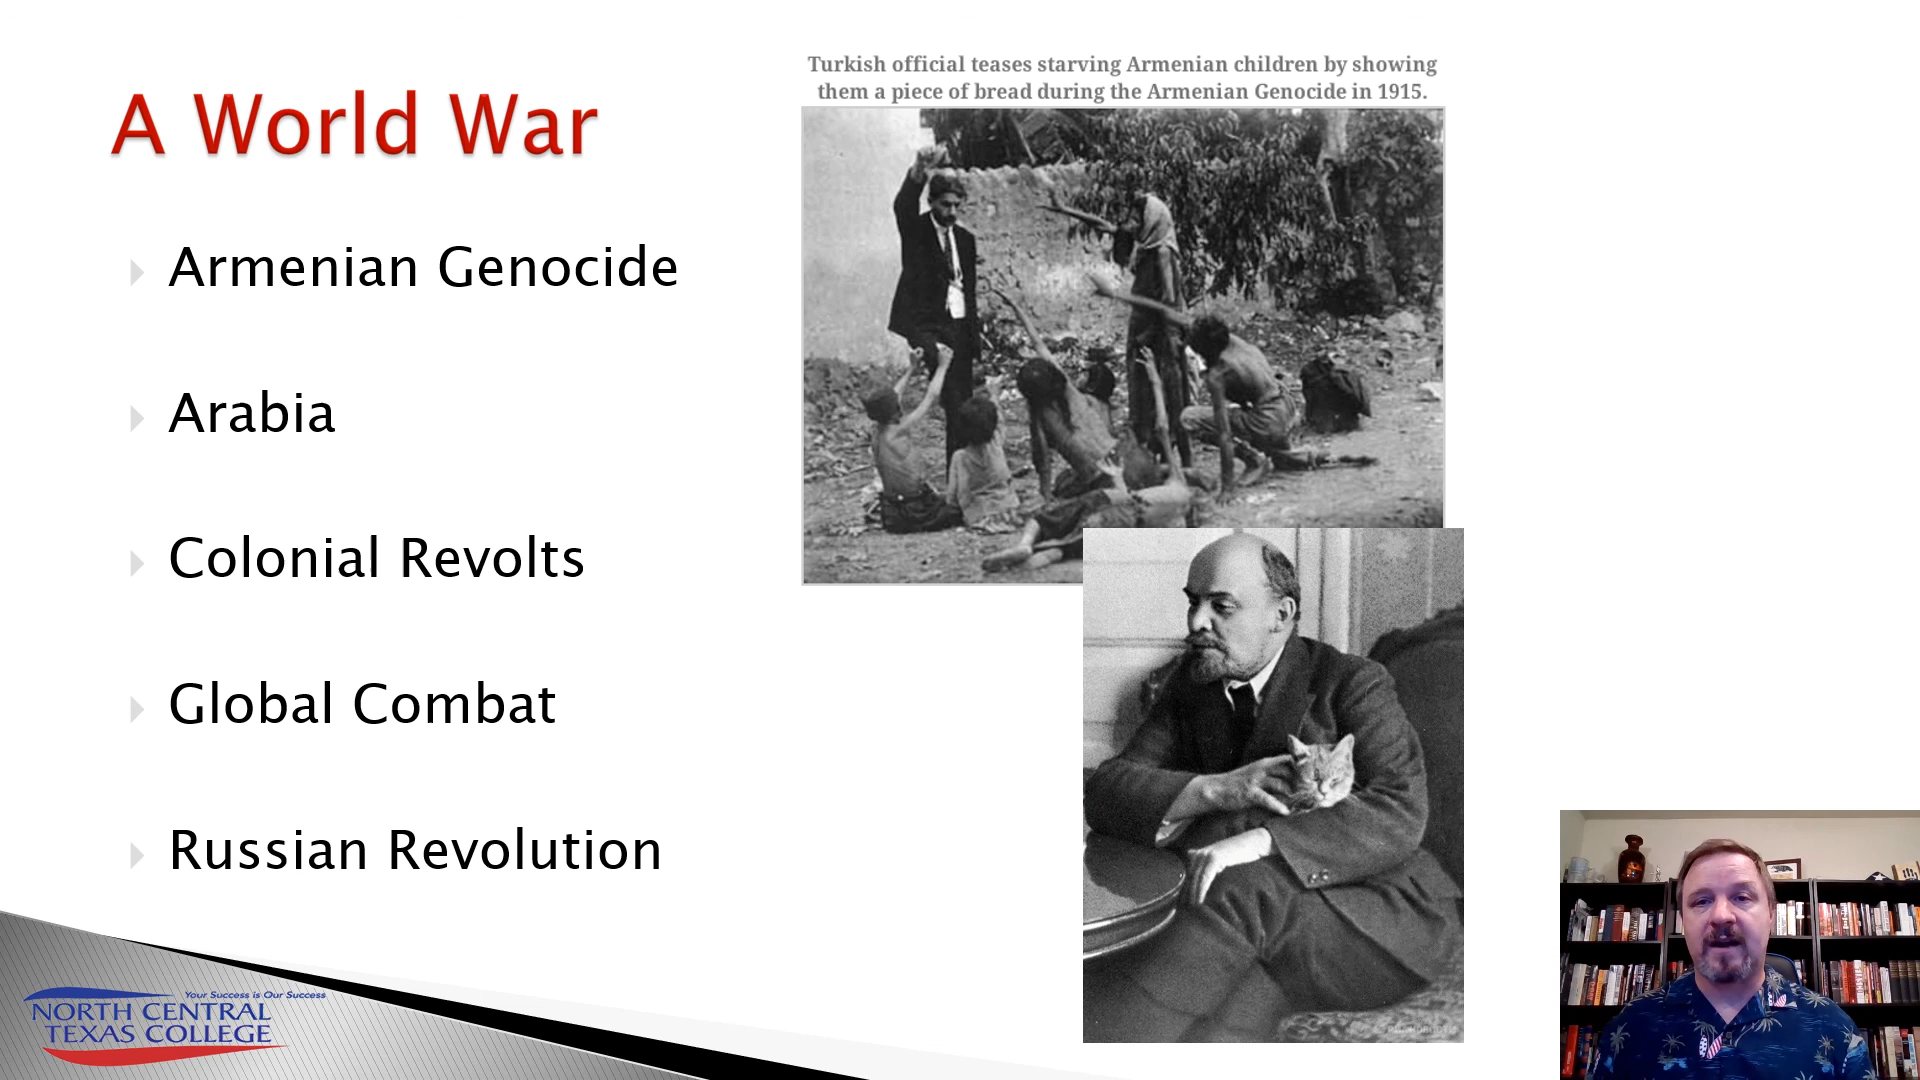 A World War
Armenian Genocide
Arabia
Colonial Revolts
Global Combat
Russian Revolution
Turkish official teases starving Armenian children by showing
them a piece of bread during the Armenian Genocide in 1915.
Your Success is Our Success
NORTH CENTRAL
TEXAS COLLEGE